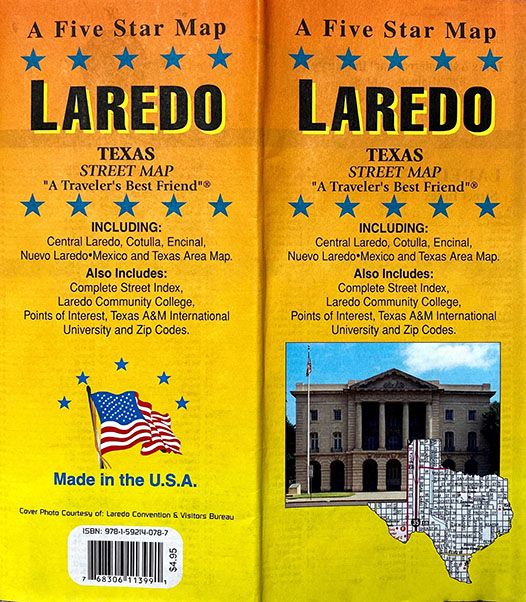 A Five Star Map
LAREDO
TEXAS
STREET MAP
"A Traveler's Best Friend"®
INCLUDING:
Central Laredo, Cotulla, Encinal,
Nuevo Laredo•Mexico and Texas Area Map.
Also Includes:
Complete Street Index,
Laredo Community College,
Points of Interest, Texas A&M International
University and Zip Codes.
Made in the U.S.A.
Cover Photo Courtesy of: Laredo Convention & Visitors Bureau
ISBN: 978-1-59214-078-7
7 68306 11399 1
$4.95
A Five Star Map
LAREDO
TEXAS
STREET MAP
"A Traveler's Best Friend"®
INCLUDING:
Central Laredo, Cotulla, Encinal,
Nuevo Laredo•Mexico and Texas Area Map.
Also Includes:
Complete Street Index,
Laredo Community College,
Points of Interest, Texas A&M International
University and Zip Codes.
35